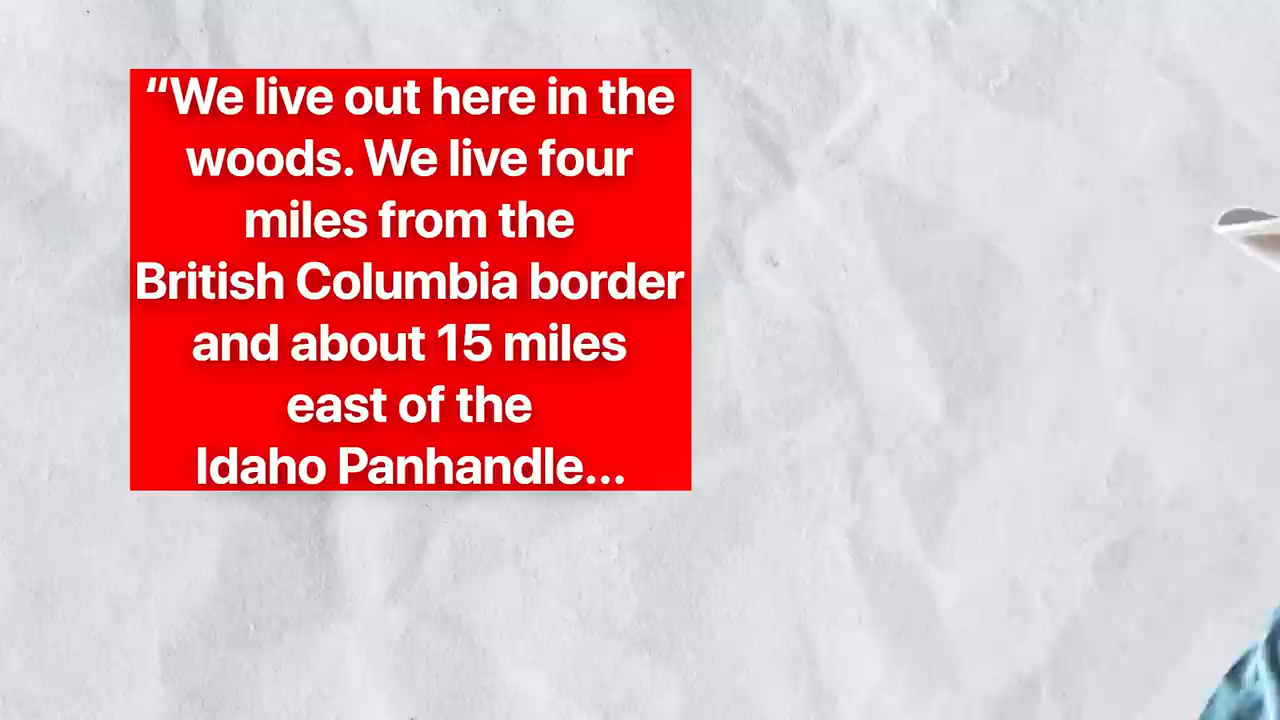 “We live out here in the
woods. We live four
miles from the
British Columbia border
and about 15 miles
east of the
Idaho Panhandle...